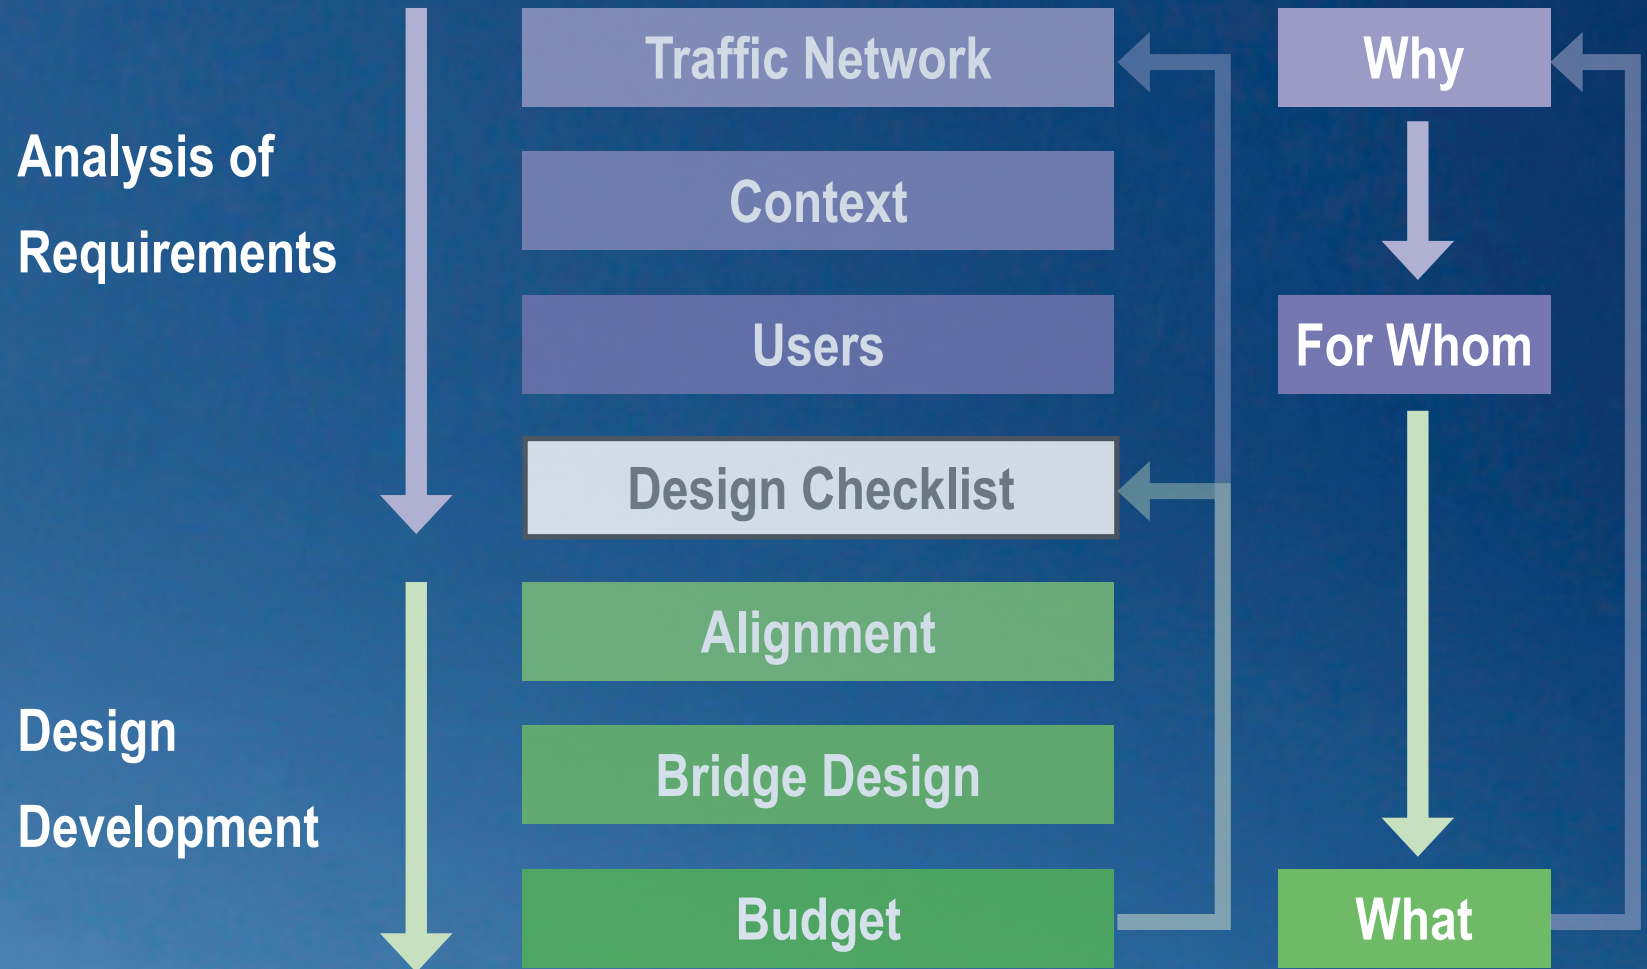 Analysis of
Requirements
Design
Development
Traffic Network
Context
Users
Design Checklist
Alignment
Bridge Design
Budget
Why
For Whom
What